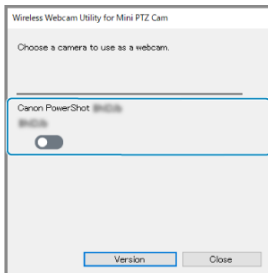 Wireless Webcam Utility for Mini PTZ Cam
Choose a camera to use as a webcam.
Canon PowerShot
Version
Close